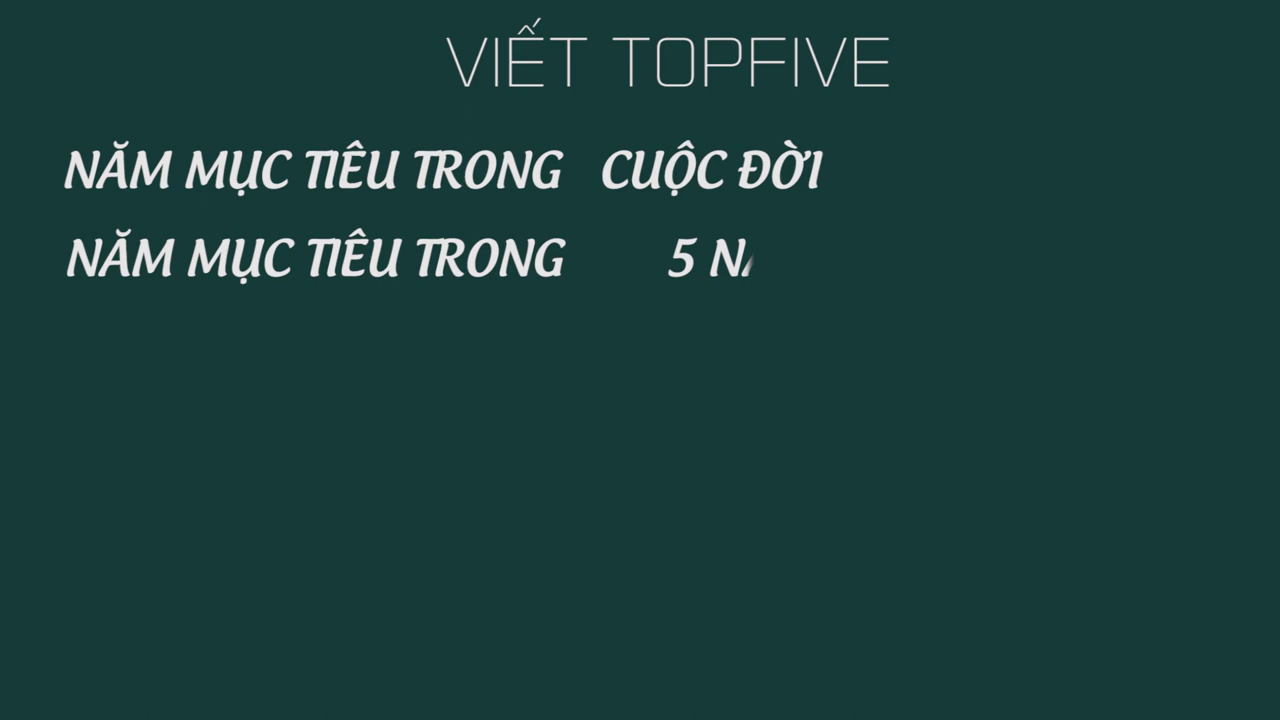 VIẾT TOPFIVE
NĂM MỤC TIÊU TRONG CUỘC ĐỜI
NĂM MỤC TIÊU TRONG 5